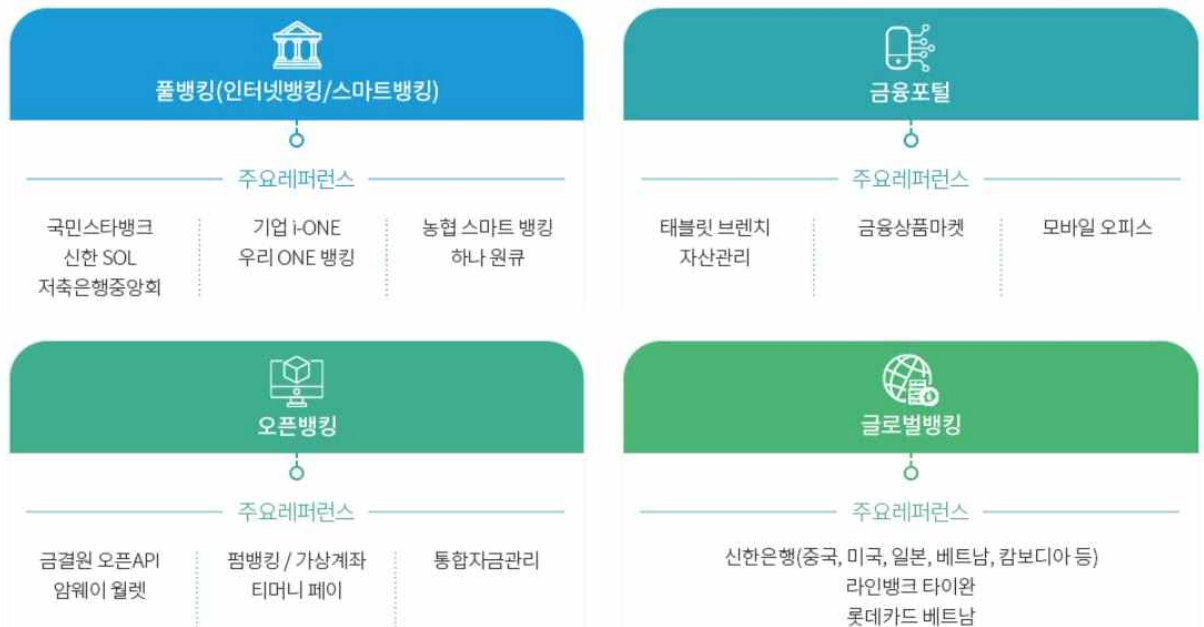 풀뱅킹(인터넷뱅킹/스마트뱅킹)
주요레퍼런스
국민스타뱅크
신한 SOL
저축은행중앙회
기업 i-ONE
우리 ONE 뱅킹
농협 스마트 뱅킹
하나 원큐
금융포털
주요레퍼런스
태블릿 브렌치
자산관리
금융상품마켓
모바일 오피스
오픈뱅킹
주요레퍼런스
금결원 오픈API
암웨이 월렛
펌뱅킹 / 가상계좌
티머니 페이
통합자금관리
글로벌뱅킹
주요레퍼런스
신한은행(중국, 미국, 일본, 베트남, 캄보디아 등)
라인뱅크 타이완
롯데카드 베트남